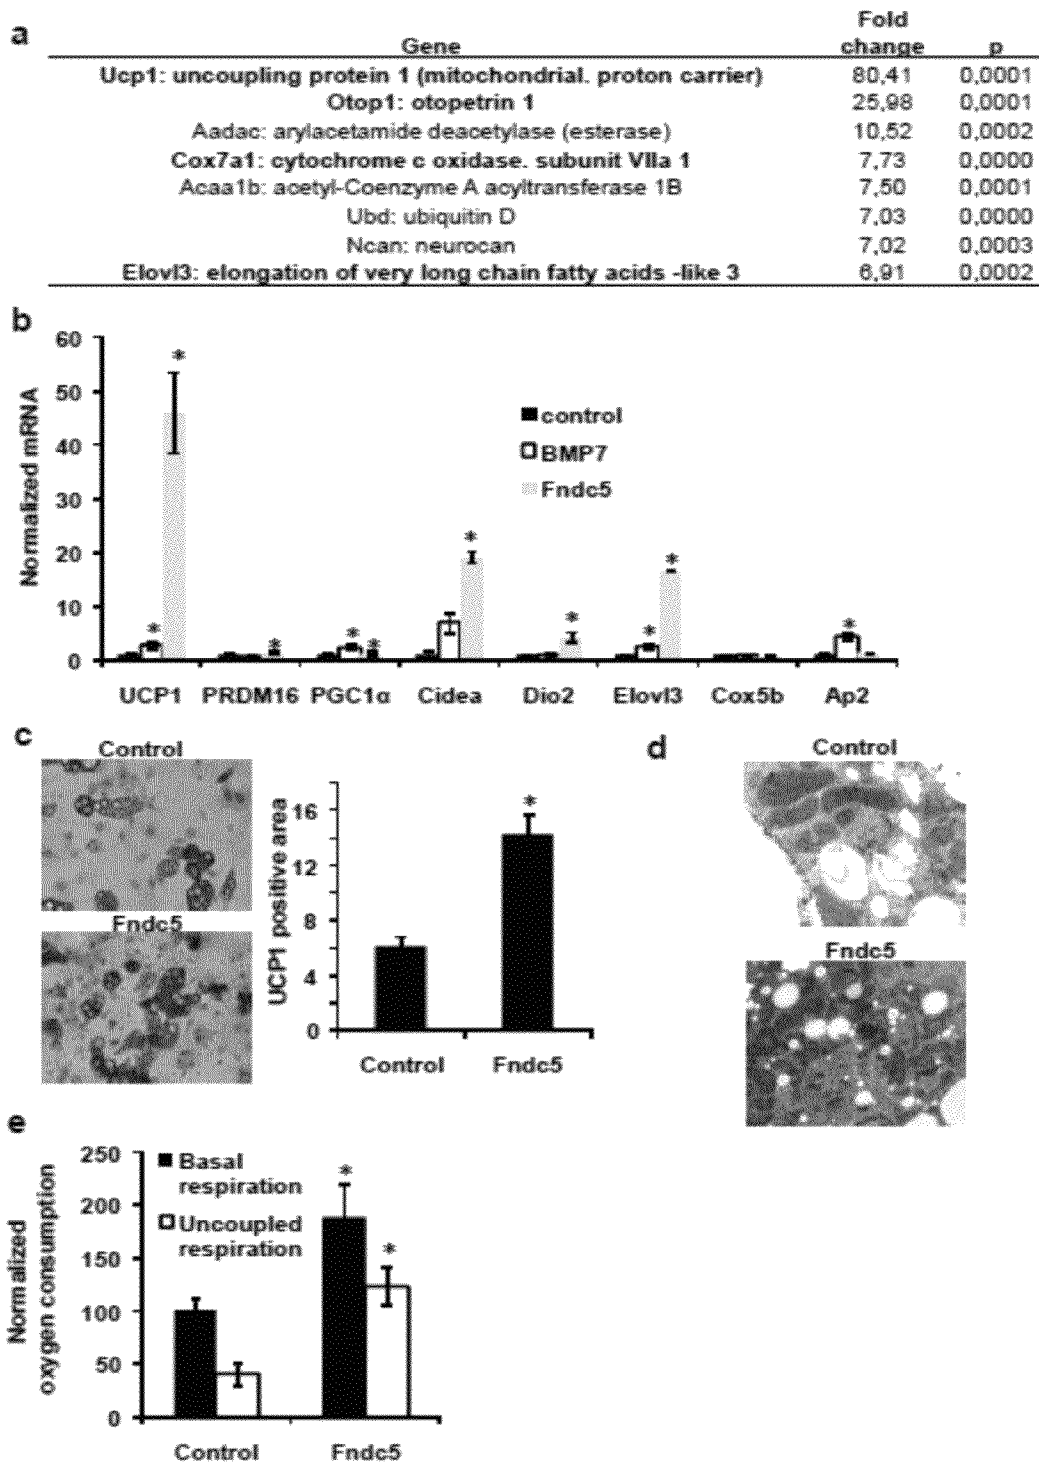 a
Gene Fold change p
Ucp1: uncoupling protein 1 (mitochondrial. proton carrier) 80,41 0,0001
Otop1: otopetrin 1 25,98 0,0001
Aadac: arylacetamide deacetylase (esterase) 10,52 0,0002
Cox7a1: cytochrome c oxidase. subunit VIIa 1 7,73 0,0000
Acaa1b: acetyl-Coenzyme A acyltransferase 1B 7,50 0,0001
Ubd: ubiquitin D 7,03 0,0000
Ncan: neurocan 7,02 0,0003
Elovl3: elongation of very long chain fatty acids -like 3 6,91 0,0002
b
Normalized mRNA
60
50
40
30
20
10
0
* * * * * * * * * *
control
BMP7
Fndc5
UCP1 PRDM16 PGC1α Cidea Dio2 Elovl3 Cox5b Ap2
c
Control
Fndc5
UCP1 positive area
16
12
8
4
0
*
Control Fndc5
d
Control
Fndc5
e
Normalized
oxygen consumption
250
200
150
100
50
0
Basal
respiration
Uncoupled
respiration
* *
Control Fndc5